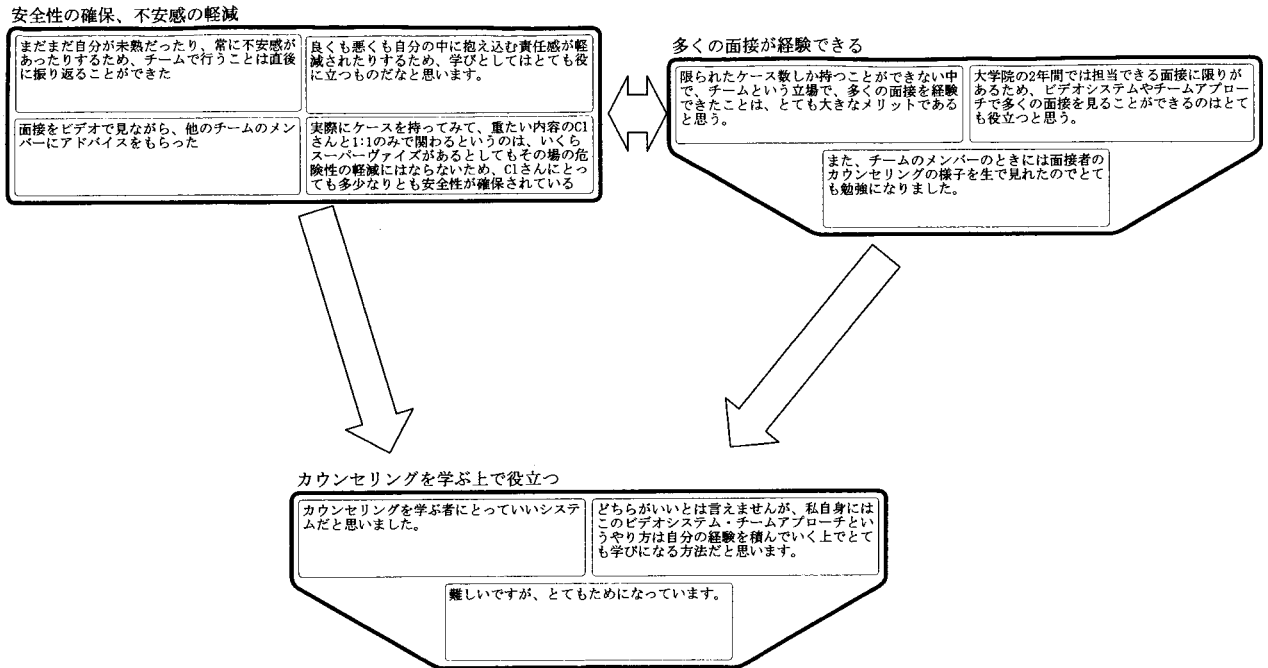 安全性の確保、不安感の軽減
まだまだ自分が未熟だったり、常に不安感が
あったりするため、チームで行うことは直後
に振り返ることができた
良くも悪くも自分の中に抱え込む責任感が軽
減されたりするため、学びとしてはとても役
に立つものだなと思います。
面接をビデオで見ながら、他のチームのメン
バーにアドバイスをもらった
実際にケースを持ってみて、重たい内容のCl
さんと1:1のみで関わるというのは、いくら
スーパーヴァイズがあるとしてもその場の危
険性の軽減にはならないため、Clさんにとっ
ても多少なりとも安全性が確保されている
多くの面接が経験できる
限られたケース数しか持つことができない中
で、チームという立場で、多くの面接を経験
できたことは、とても大きなメリットである
と思う。
大学院の2年間では担当できる面接に限りが
あるため、ビデオシステムやチームアプロー
チで多くの面接を見ることができるのはとて
も役立つと思う。
また、チームのメンバーのときには面接者の
カウンセリングの様子を生で見れたのでとて
も勉強になりました。
カウンセリングを学ぶ上で役立つ
カウンセリングを学ぶ者にとっていいシステ
ムだと思いました。
どちらがいいとは言えませんが、私自身には
このビデオシステム・チームアプローチとい
うやり方は自分の経験を積んでいく上でとて
も学びになる方法だと思います。
難しいですが、とてもためになっています。